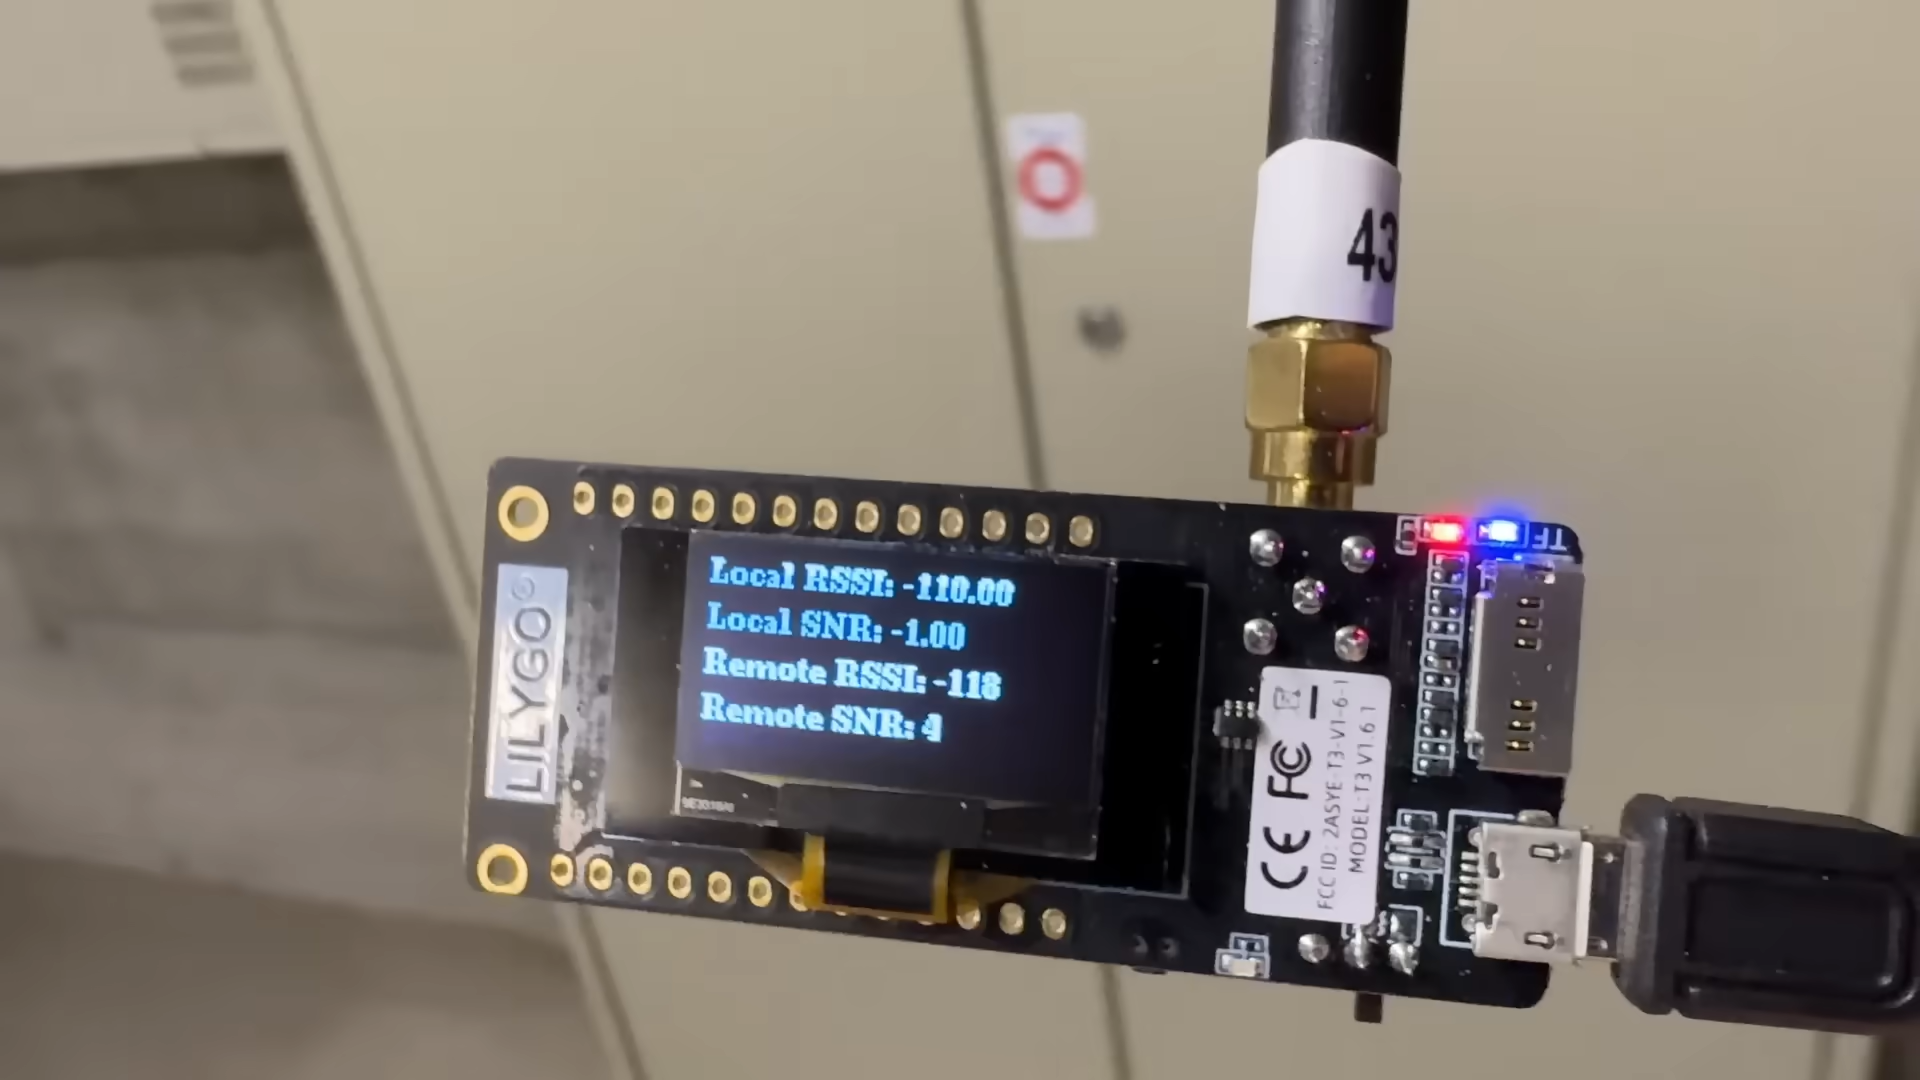 43
TF
LILYGO
Local RSSI: -110.00
Local SNR: -1.00
Remote RSSI: -118
Remote SNR: 4
CE FC
FCC ID: 2ASYE-T3-V1-6-1
MODEL:T3 V1.6.1